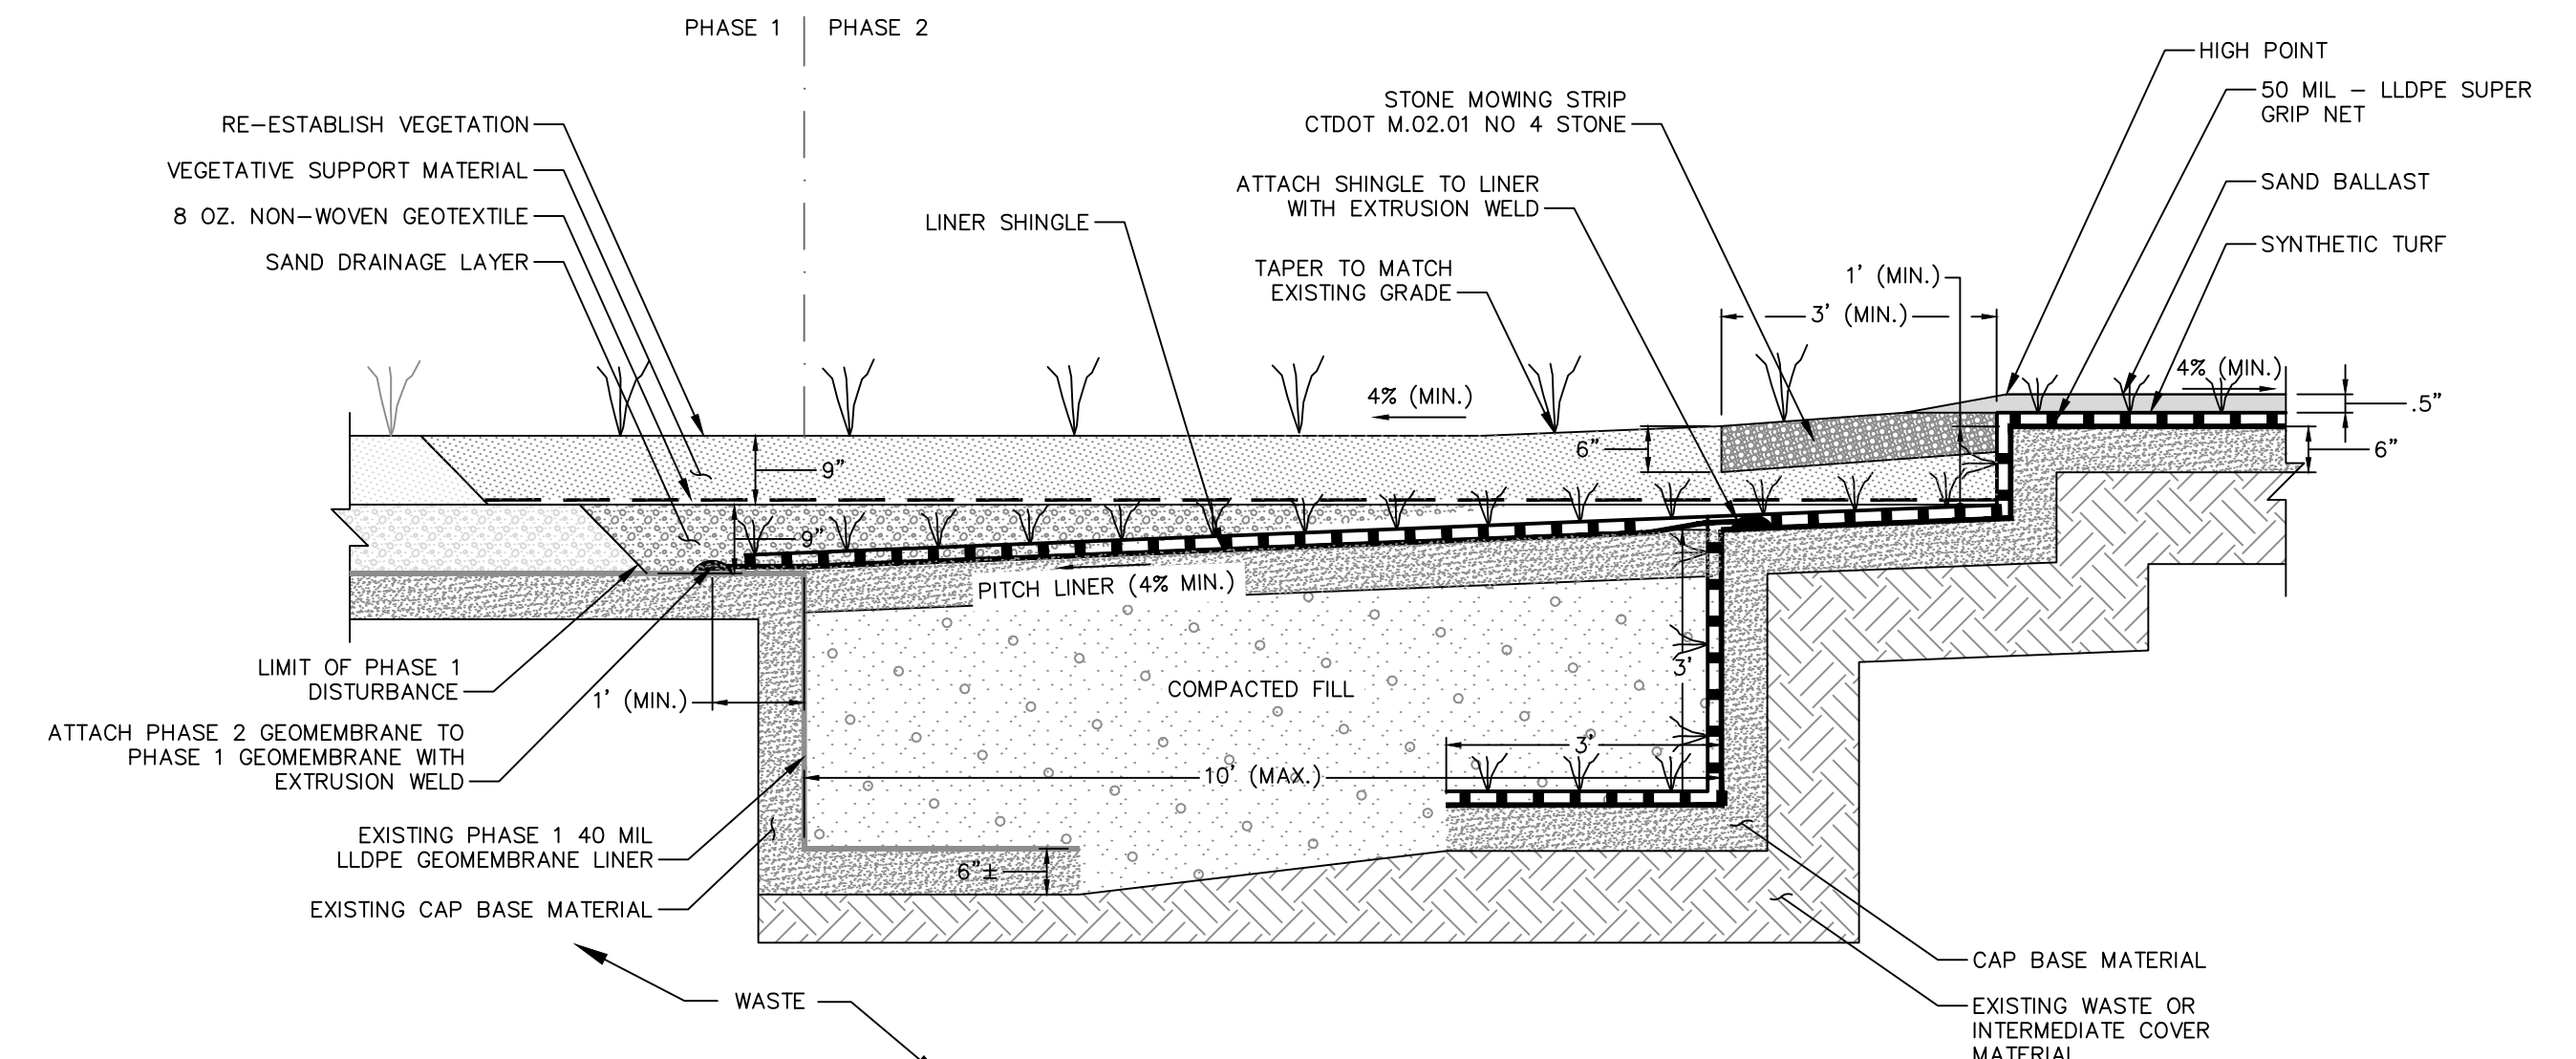 PHASE 1
PHASE 2
HIGH POINT
50 MIL – LLDPE SUPER
GRIP NET
STONE MOWING STRIP
CTDOT M.02.01 NO 4 STONE
RE–ESTABLISH VEGETATION
VEGETATIVE SUPPORT MATERIAL
8 OZ. NON–WOVEN GEOTEXTILE
SAND DRAINAGE LAYER
ATTACH SHINGLE TO LINER
WITH EXTRUSION WELD
SAND BALLAST
LINER SHINGLE
SYNTHETIC TURF
TAPER TO MATCH
EXISTING GRADE
1' (MIN.)
3' (MIN.)
4% (MIN.)
4% (MIN.)
.5"
6"
6"
9"
9"
PITCH LINER (4% MIN.)
LIMIT OF PHASE 1
DISTURBANCE
1' (MIN.)
COMPACTED FILL
3'
ATTACH PHASE 2 GEOMEMBRANE TO
PHASE 1 GEOMEMBRANE WITH
EXTRUSION WELD
3'
10' (MAX.)
EXISTING PHASE 1 40 MIL
LLDPE GEOMEMBRANE LINER
6"±
EXISTING CAP BASE MATERIAL
CAP BASE MATERIAL
WASTE
EXISTING WASTE OR
INTERMEDIATE COVER
MATERIAL